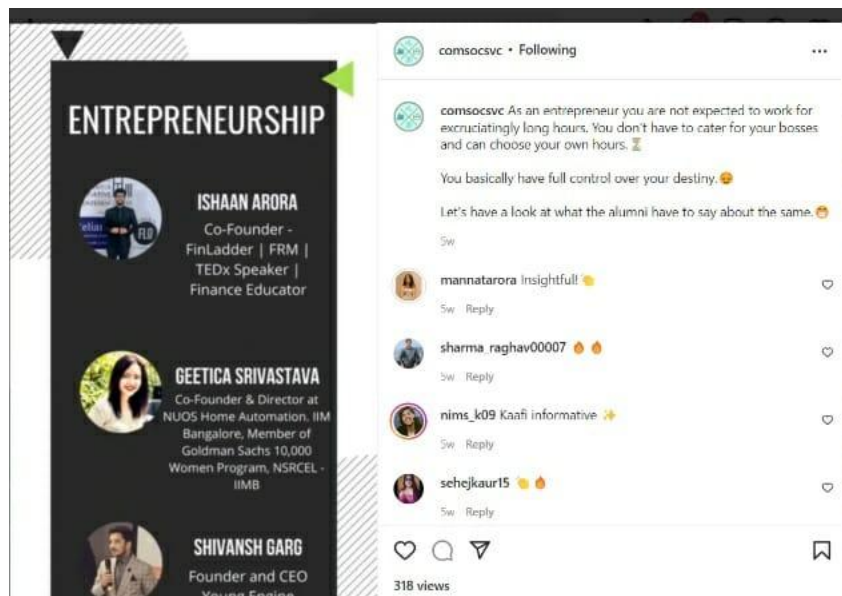 ENTREPRENEURSHIP
ISHAAN ARORA
Co-Founder -
FinLadder | FRM |
TEDx Speaker |
Finance Educator
GEETICA SRIVASTAVA
Co-Founder & Director at
NUOS Home Automation. IIM
Bangalore, Member of
Goldman Sachs 10,000
Women Program, NSRCEL -
IIMB
SHIVANSH GARG
Founder and CEO
Young Engine
comsocsvc • Following
comsocsvc As an entrepreneur you are not expected to work for
excruciatingly long hours. You don't have to cater for your bosses
and can choose your own hours. ⏳
You basically have full control over your destiny.
Let's have a look at what the alumni have to say about the same.
5w
mannatarora Insightful! 👏
5w Reply
sharma_raghav00007 🔥 🔥
5w Reply
nims_k09 Kaafi informative ✨
5w Reply
sehejkaur15 👏 🔥
5w Reply
318 views